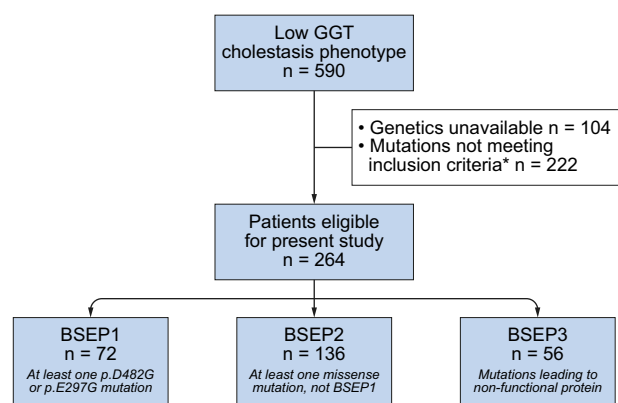 Low GGT
cholestasis phenotype
n = 590
• Genetics unavailable n = 104
• Mutations not meeting
inclusion criteria* n = 222
Patients eligible
for present study
n = 264
BSEP1
n = 72
At least one p.D482G
or p.E297G mutation
BSEP2
n = 136
At least one missense
mutation, not BSEP1
BSEP3
n = 56
Mutations leading to
non-functional protein